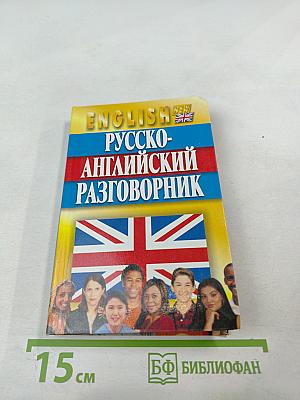 ENGLISH
РУССКО-
АНГЛИЙСКИЙ
РАЗГОВОРНИК
15 см
БФ БИБЛИОФАН